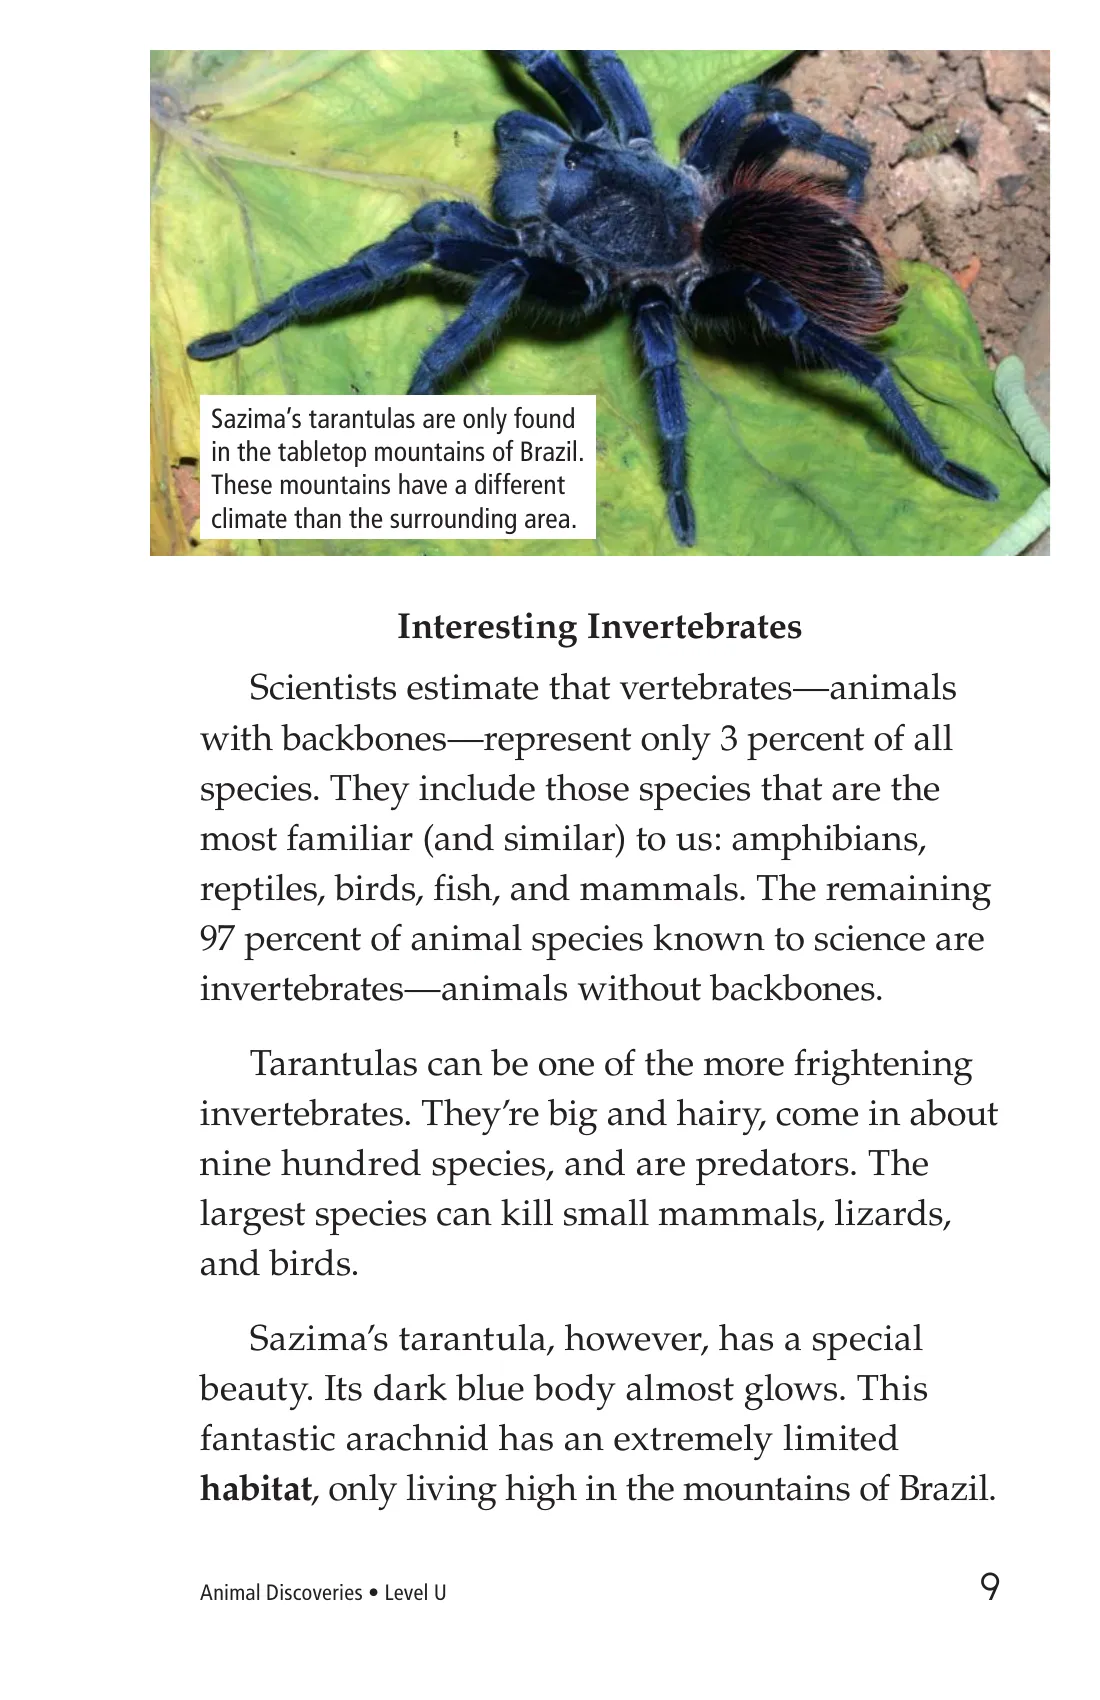 Sazima’s tarantulas are only found
in the tabletop mountains of Brazil.
These mountains have a different
climate than the surrounding area.
Interesting Invertebrates
Scientists estimate that vertebrates—animals
with backbones—represent only 3 percent of all
species. They include those species that are the
most familiar (and similar) to us: amphibians,
reptiles, birds, fish, and mammals. The remaining
97 percent of animal species known to science are
invertebrates—animals without backbones.
Tarantulas can be one of the more frightening
invertebrates. They’re big and hairy, come in about
nine hundred species, and are predators. The
largest species can kill small mammals, lizards,
and birds.
Sazima’s tarantula, however, has a special
beauty. Its dark blue body almost glows. This
fantastic arachnid has an extremely limited
habitat, only living high in the mountains of Brazil.
Animal Discoveries • Level U
9